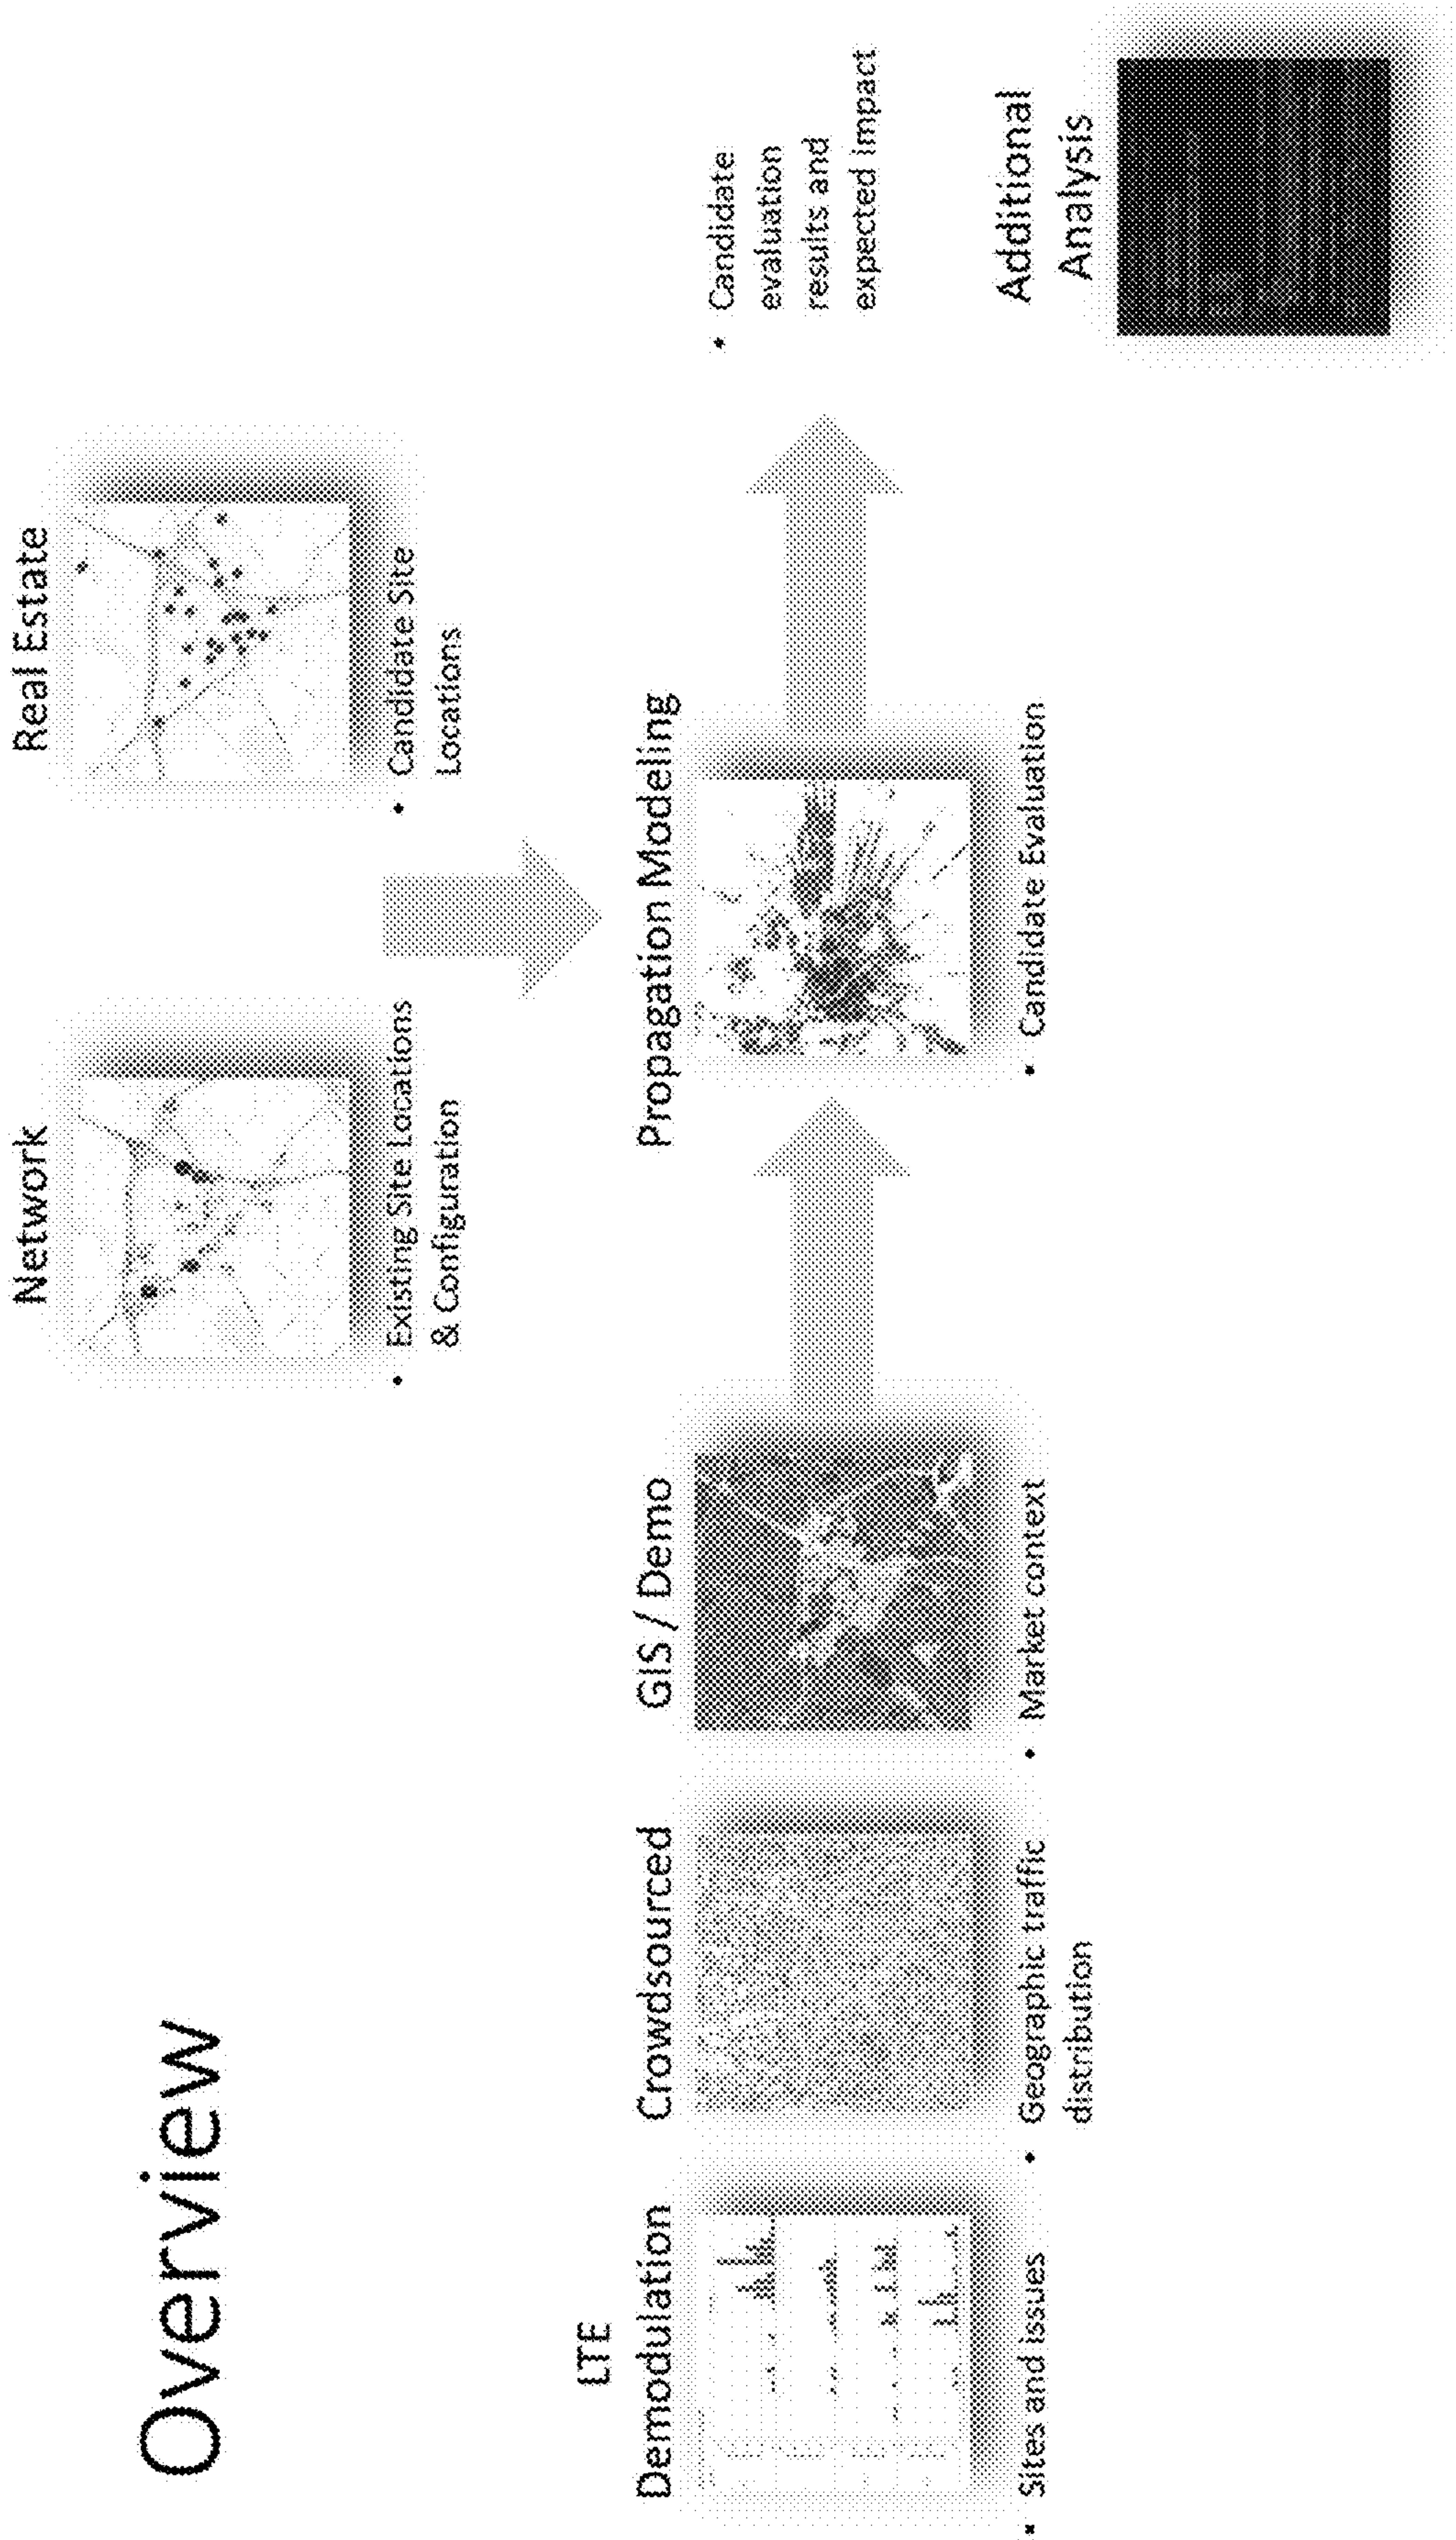 Overview
Network
• Existing Site Locations
& Configuration
Real Estate
• Candidate Site
Locations
LTE
Demodulation
• Sites and issues
Crowdsourced
• Geographic traffic
distribution
GIS / Demo
• Market context
Propagation Modeling
• Candidate Evaluation
• Candidate
evaluation
results and
expected impact
Additional
Analysis